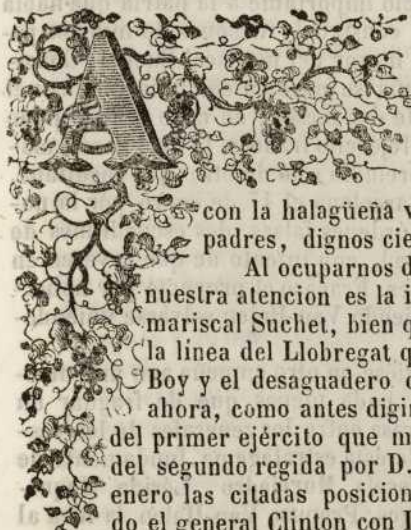 A
con la halagüeña
padres, dignos cie
Al ocuparnos d
nuestra atencion es la i
mariscal Suchet, bien q
la línea del Llobregat q
Boy y el desaguadero
ahora, como antes digi
del primer ejército que m
del segundo regida por D.
enero las citadas posicion
do el general Clinton con l